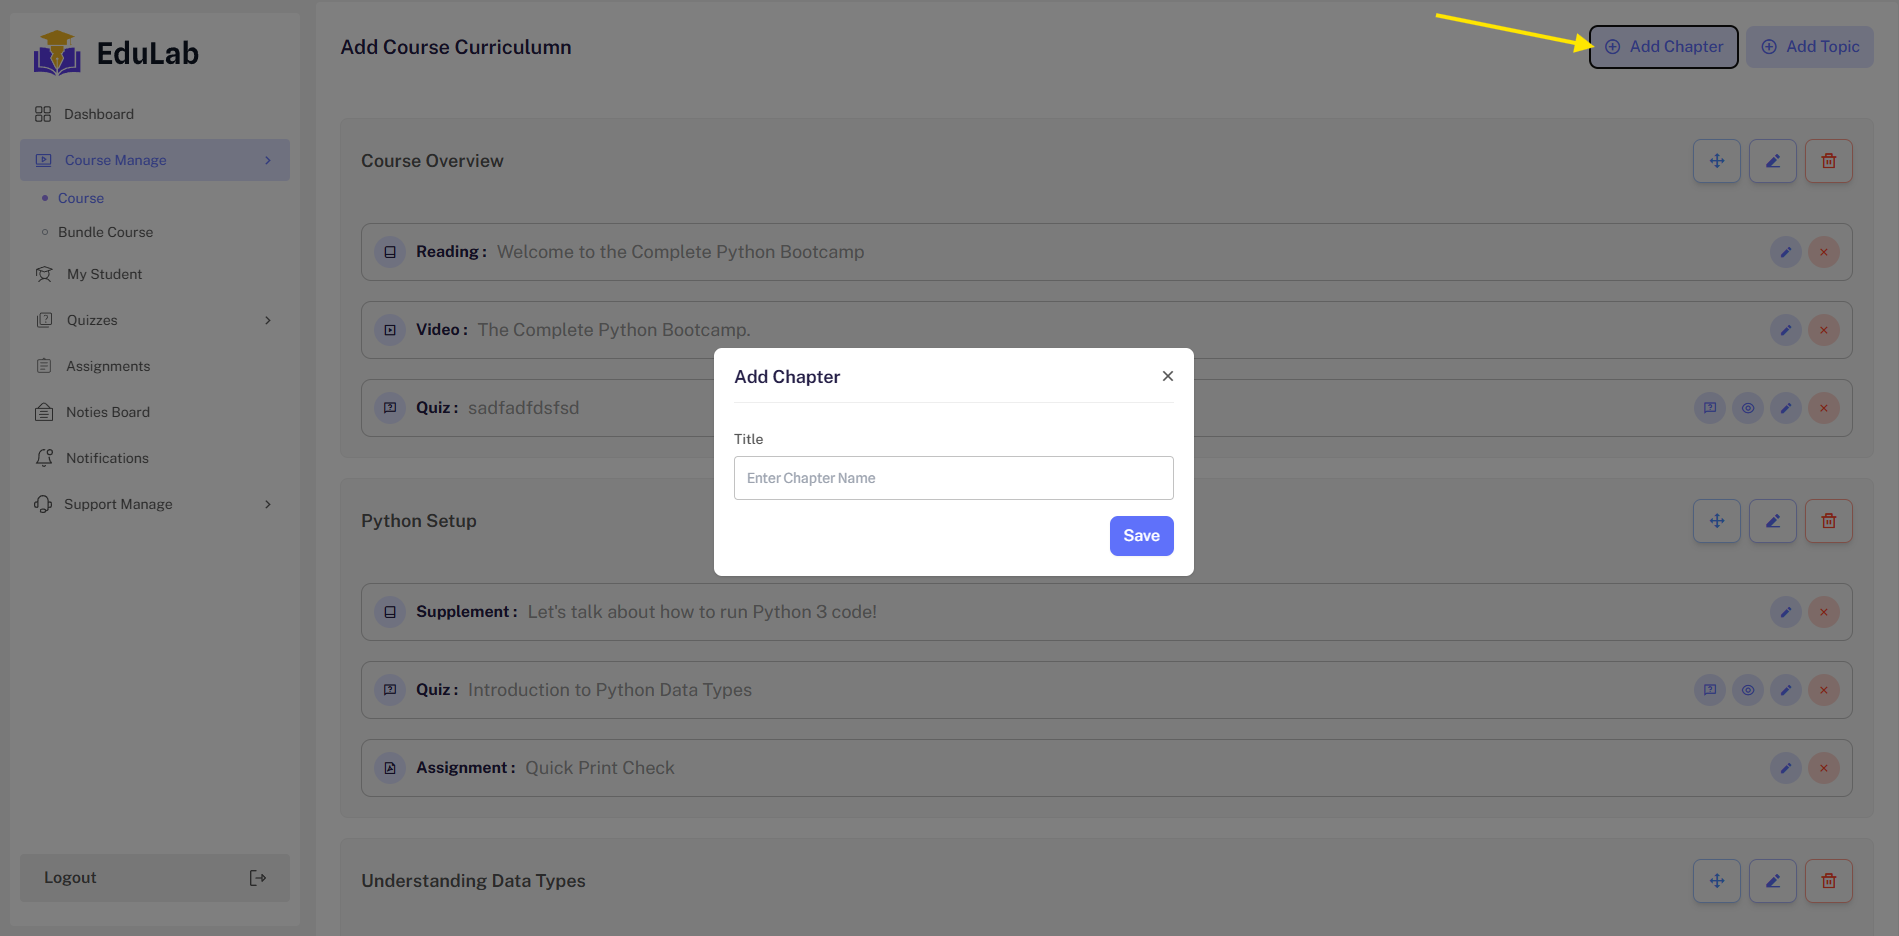 EduLab
Dashboard
Course Manage
Course
Bundle Course
My Student
Quizzes
Assignments
Noties Board
Notifications
Support Manage
Logout
Add Course Curriculumn
Add Chapter
Add Topic
Course Overview
Reading : Welcome to the Complete Python Bootcamp
Video : The Complete Python Bootcamp.
Quiz : sadfadfdsfsd
Add Chapter
Title
Enter Chapter Name
Save
Python Setup
Supplement : Let's talk about how to run Python 3 code!
Quiz : Introduction to Python Data Types
Assignment : Quick Print Check
Understanding Data Types